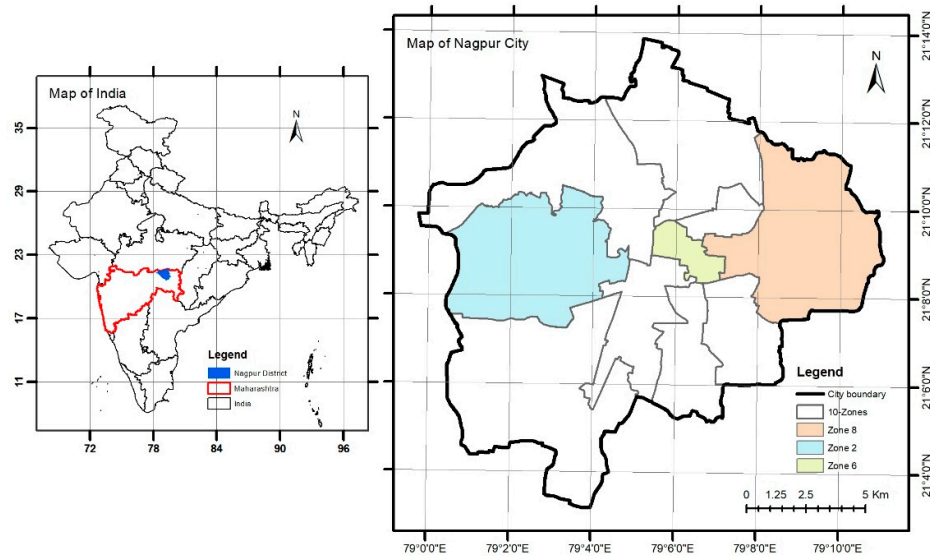 Map of India
N
35
29
23
17
11
72
78
84
90
96
Legend
Nagpur District
Maharashtra
India
Map of Nagpur City
N
21°14'0"N
21°12'0"N
21°10'0"N
21°8'0"N
21°6'0"N
21°4'0"N
Legend
City boundary
10-Zones
Zone 8
Zone 2
Zone 6
0 1.25 2.5 5 Km
79°0'0"E
79°2'0"E
79°4'0"E
79°6'0"E
79°8'0"E
79°10'0"E